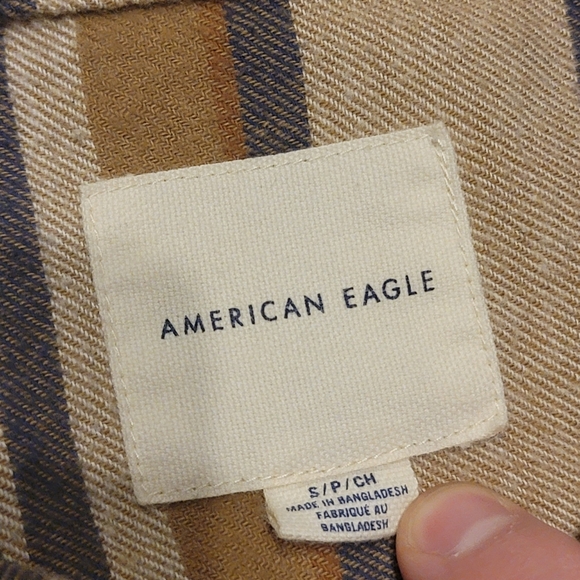 AMERICAN EAGLE
S/P/CH
MADE IN BANGLADESH
FABRIQUÉ AU
BANGLADESH